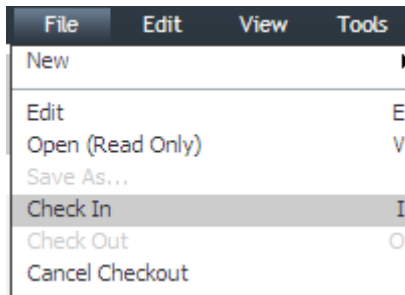 File Edit View Tools
New
Edit E
Open (Read Only) V
Save As...
Check In I
Check Out O
Cancel Checkout